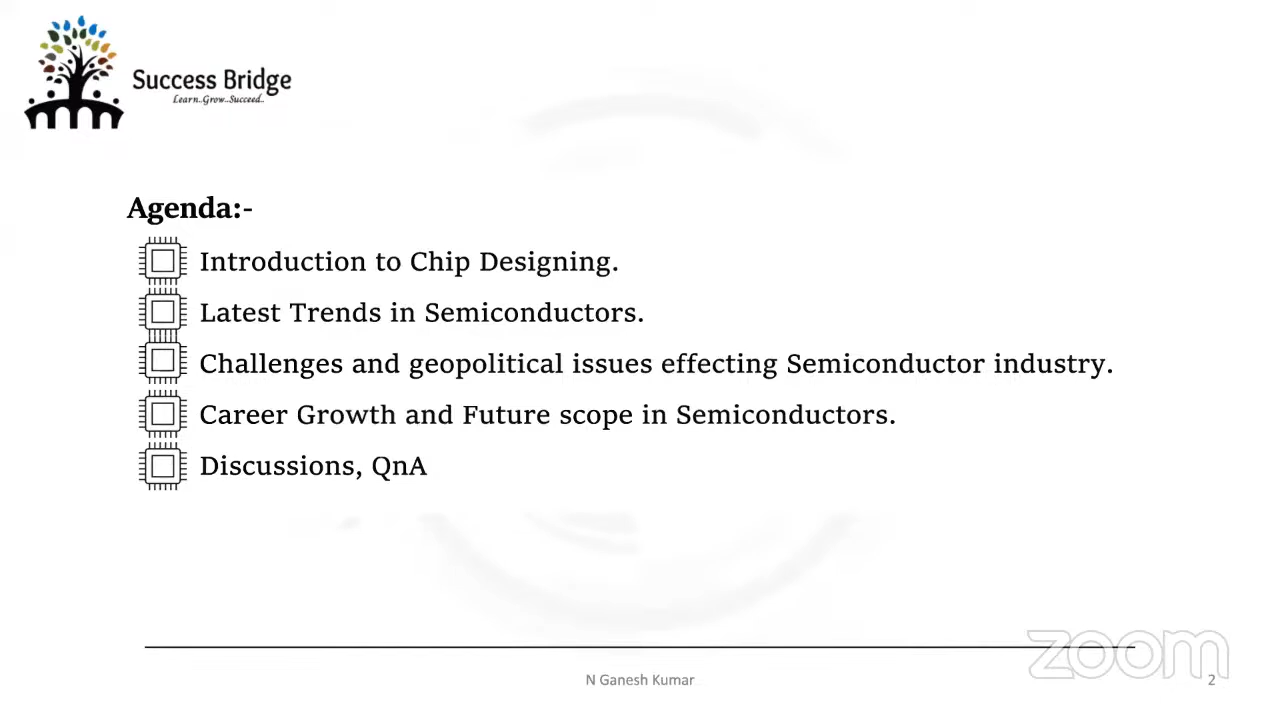 Success Bridge
Learn..Grow...Succeed..
Agenda:-
Introduction to Chip Designing.
Latest Trends in Semiconductors.
Challenges and geopolitical issues effecting Semiconductor industry.
Career Growth and Future scope in Semiconductors.
Discussions, QnA
zoom
N Ganesh Kumar
2